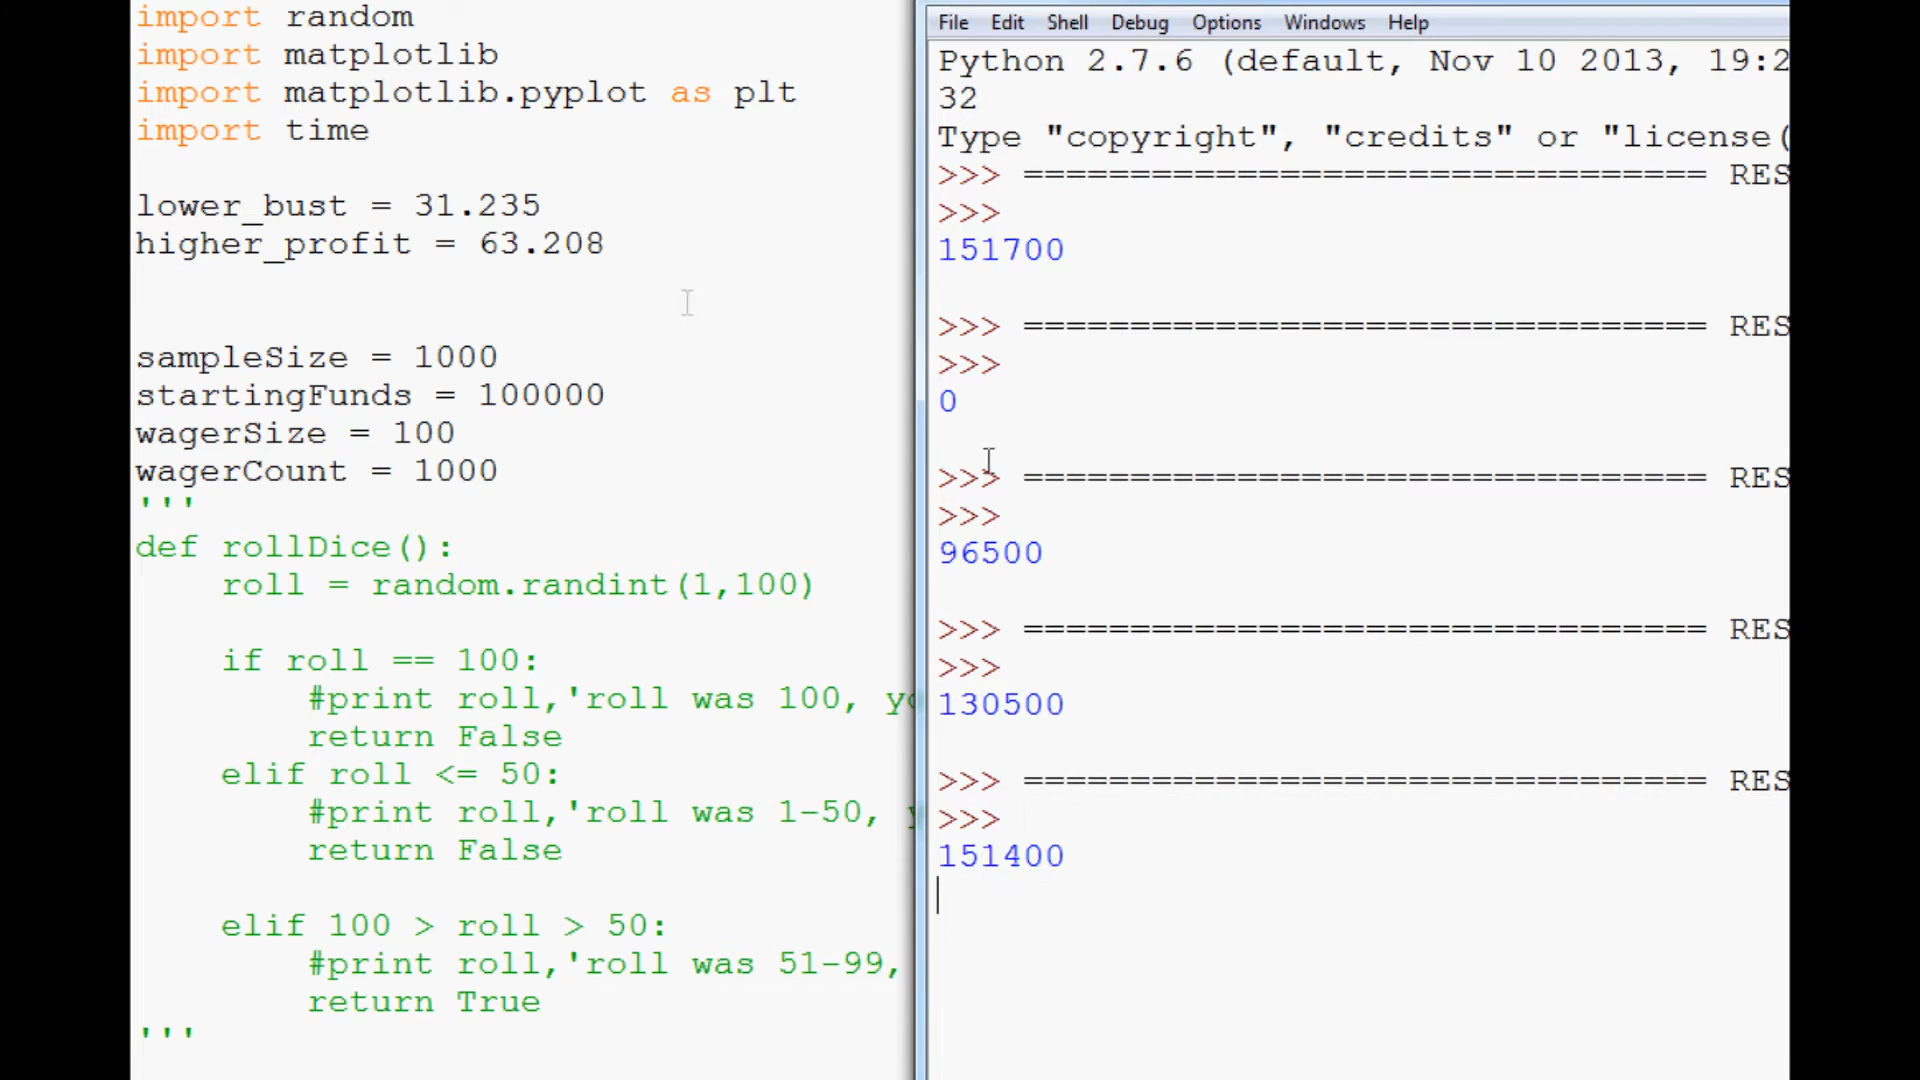 import random
import matplotlib
import matplotlib.pyplot as plt
import time
lower_bust = 31.235
higher_profit = 63.208
sampleSize = 1000
startingFunds = 100000
wagerSize = 100
wagerCount = 1000
'''
def rollDice():
roll = random.randint(1,100)
if roll == 100:
#print roll,'roll was 100, yo
return False
elif roll <= 50:
#print roll,'roll was 1-50, y
return False
elif 100 > roll > 50:
#print roll,'roll was 51-99,
return True
'''
File Edit Shell Debug Options Windows Help
Python 2.7.6 (default, Nov 10 2013, 19:2
32
Type "copyright", "credits" or "license(
>>> ================================ RES
>>>
151700
>>> ================================ RES
>>>
0
>>> ================================ RES
>>>
96500
>>> ================================ RES
>>>
130500
>>> ================================ RES
>>>
151400